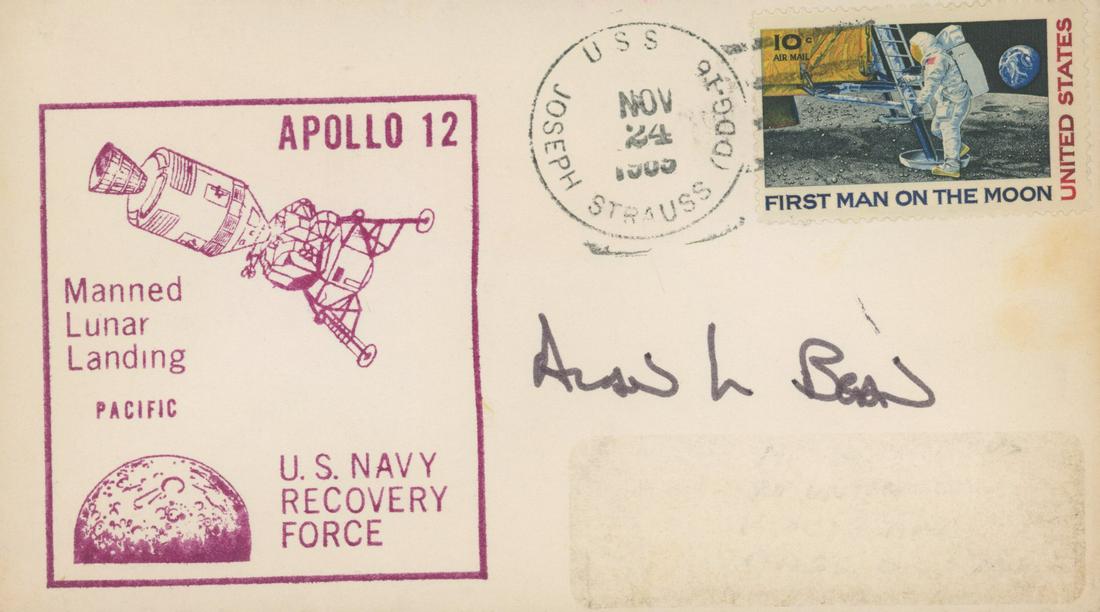 APOLLO 12
Manned
Lunar
Landing
PACIFIC
U.S. NAVY
RECOVERY
FORCE
USS JOSEPH STRAUSS (DDG-16)
NOV
24
1969
10c
AIR MAIL
FIRST MAN ON THE MOON
UNITED STATES
Alan L Bean